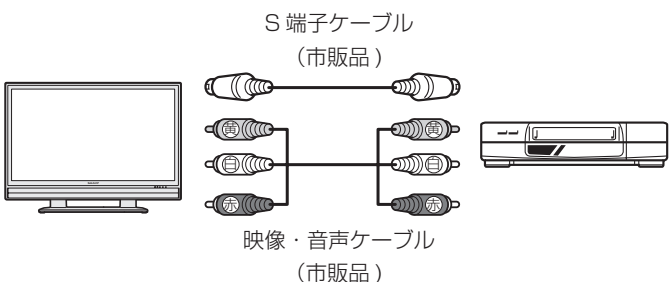 S 端子ケーブル
（市販品 )
黄 黄
白 白
赤 赤
映像・音声ケーブル
（市販品 )